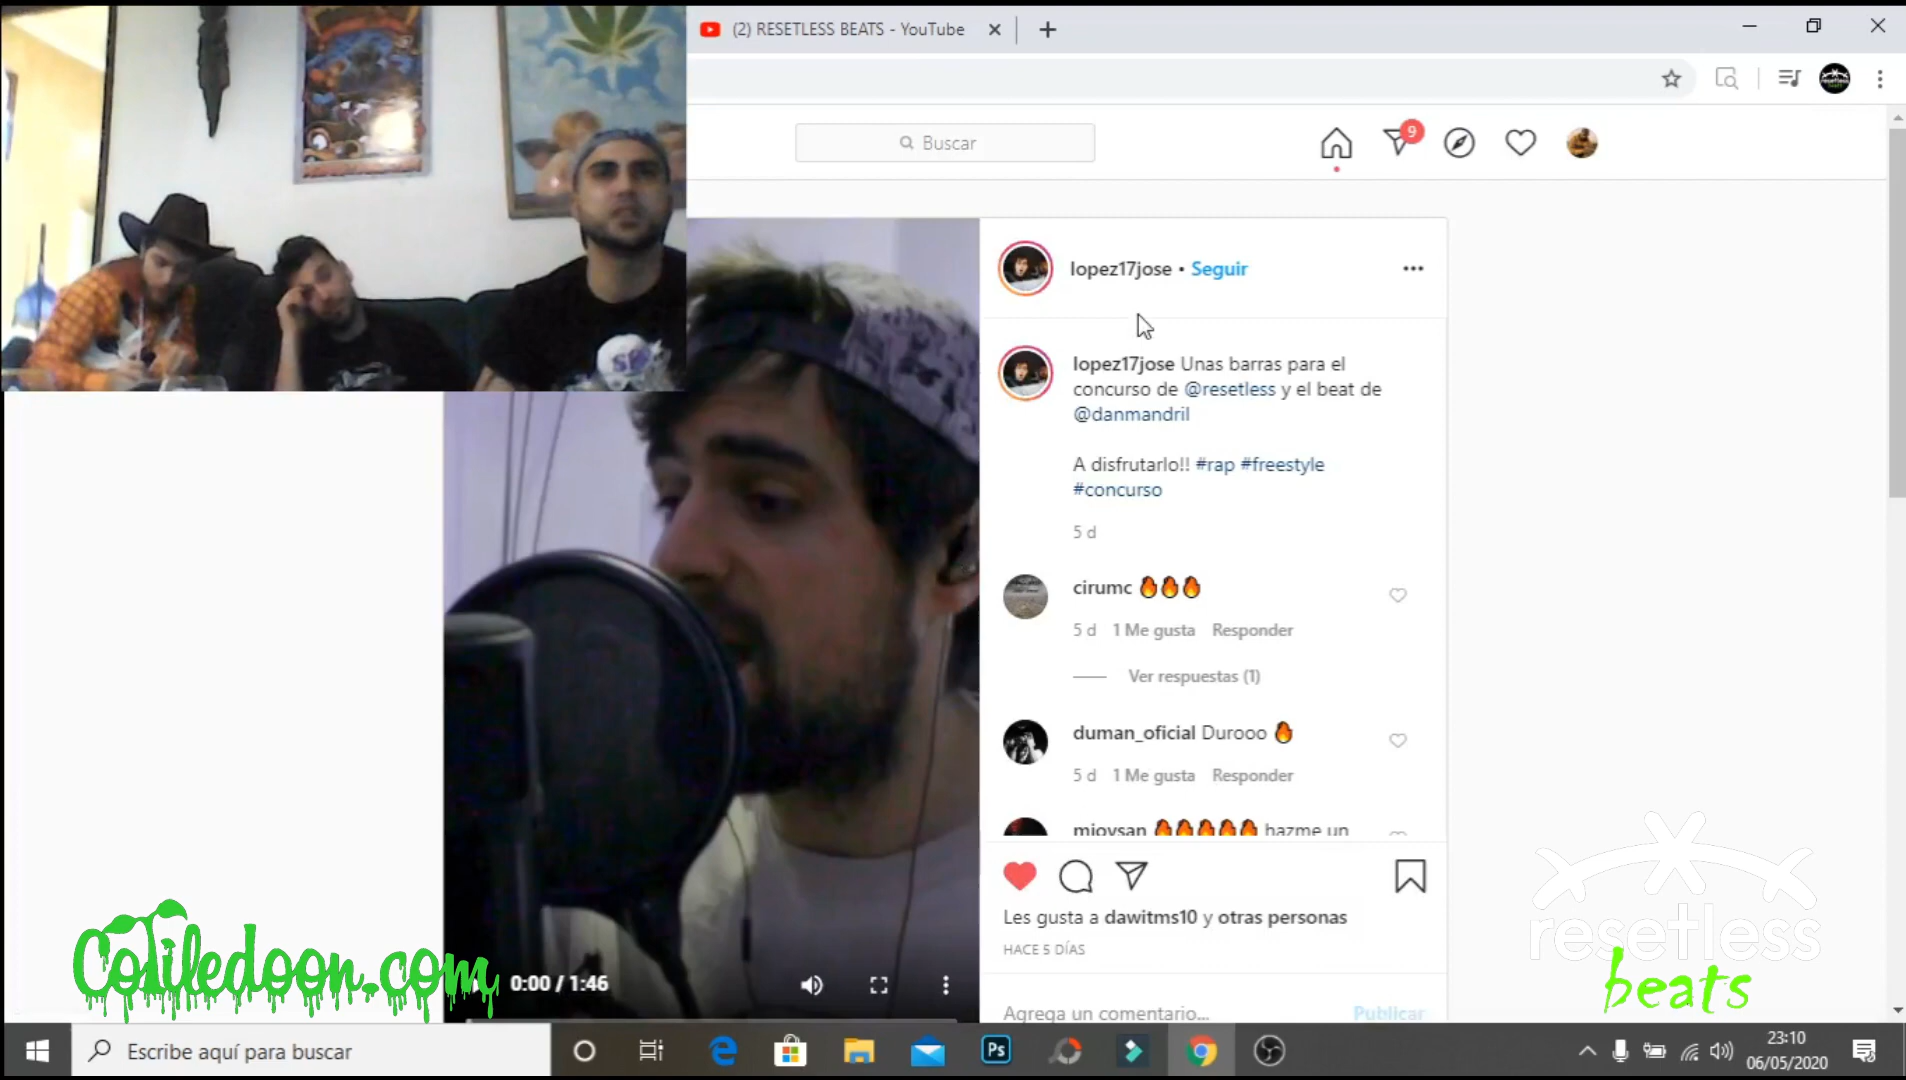 (2) RESETLESS BEATS - YouTube
Buscar
9
lopez17jose • Seguir
lopez17jose Unas barras para el
concurso de @resetless y el beat de
@danmandril
A disfrutarlo!! #rap #freestyle
#concurso
5 d
cirumc 🔥🔥🔥
5 d 1 Me gusta Responder
Ver respuestas (1)
duman_oficial Durooo 🔥
5 d 1 Me gusta Responder
miovsan 🔥🔥🔥🔥🔥 hazme un
Les gusta a dawitms10 y otras personas
HACE 5 DÍAS
Agrega un comentario... Publicar
0:00 / 1:46
Cotiledoon.com
resetless
beats
Escribe aquí para buscar
Ps
23:10
06/05/2020